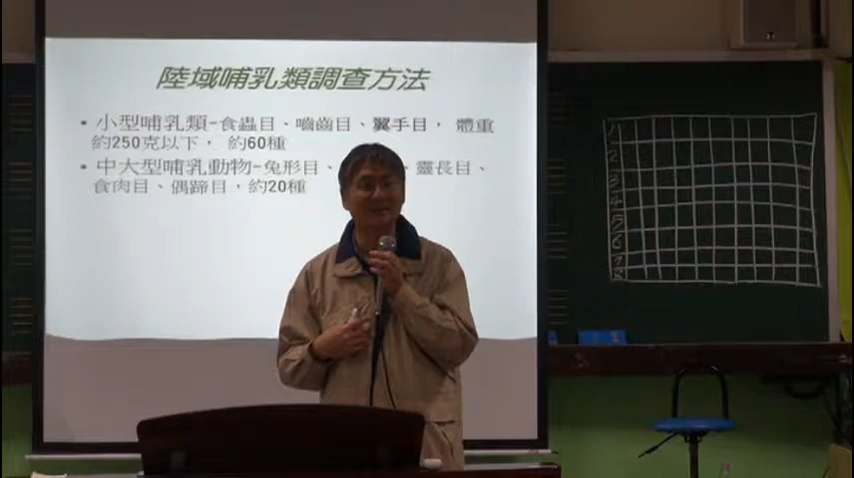 陸域哺乳類調查方法
• 小型哺乳類-食蟲目、嚙齒目、翼手目， 體重
約250克以下， 約60種
• 中大型哺乳動物-兔形目、 、靈長目、
食肉目、偶蹄目，約20種